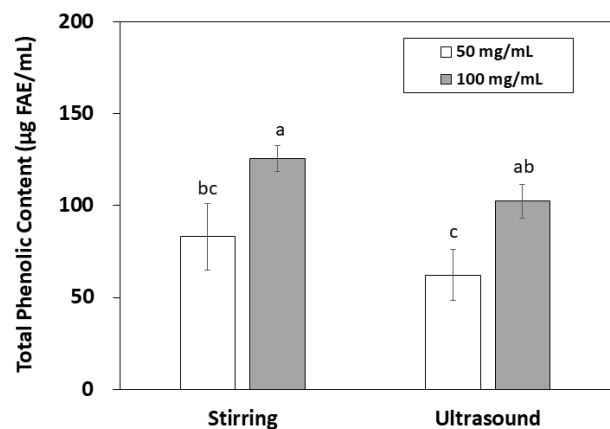 Total Phenolic Content (µg FAE/mL)
200
150
100
50
0
50 mg/mL
100 mg/mL
bc
a
c
ab
Stirring
Ultrasound